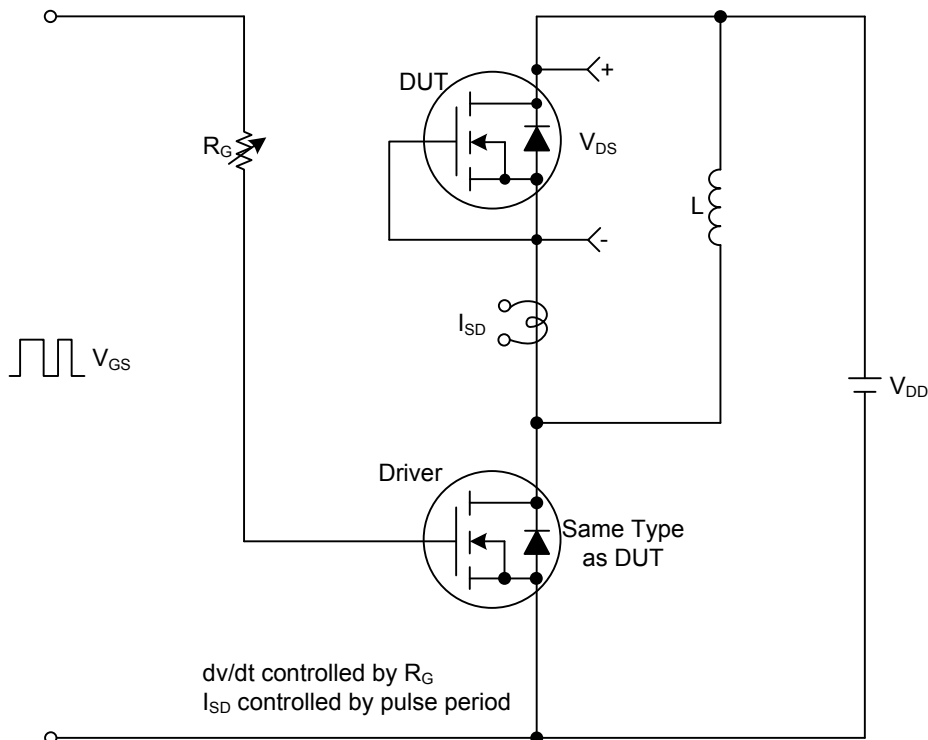 DUT
+
R_G
V_DS
L
-
I_SD
V_GS
V_DD
Driver
Same Type
as DUT
dv/dt controlled by R_G
I_SD controlled by pulse period